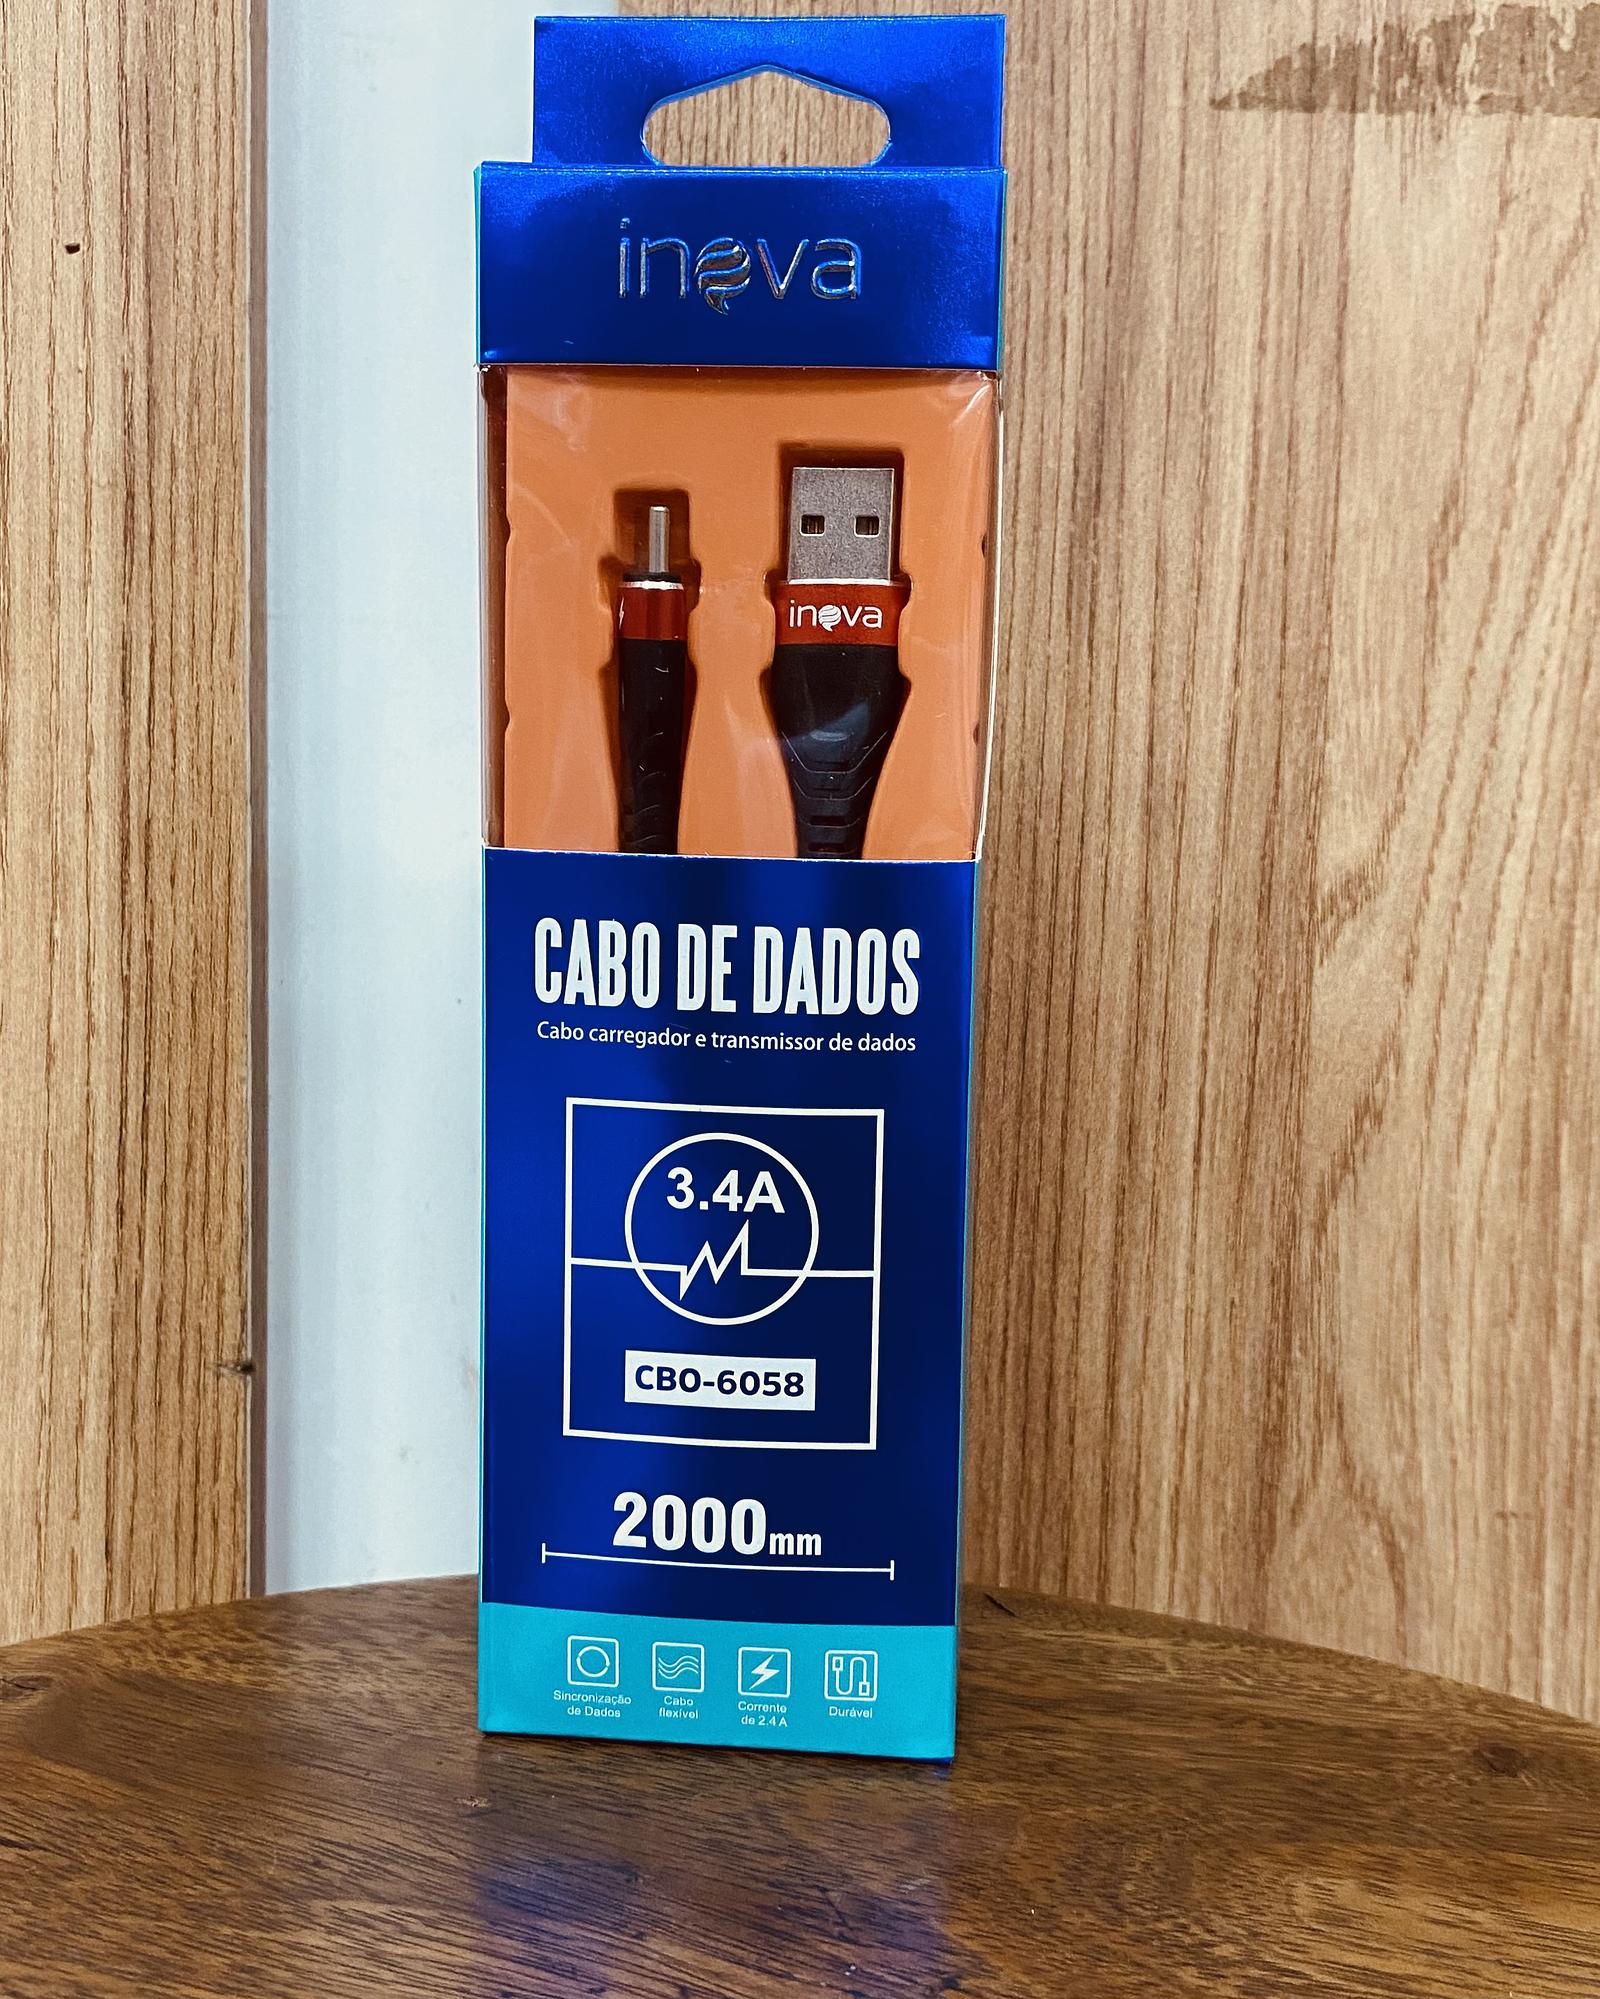 inova
inova
CABO DE DADOS
Cabo carregador e transmissor de dados
3.4A
CBO-6058
2000mm
Sincronização
de Dados
Cabo
flexível
Corrente
de 2.4 A
Durável